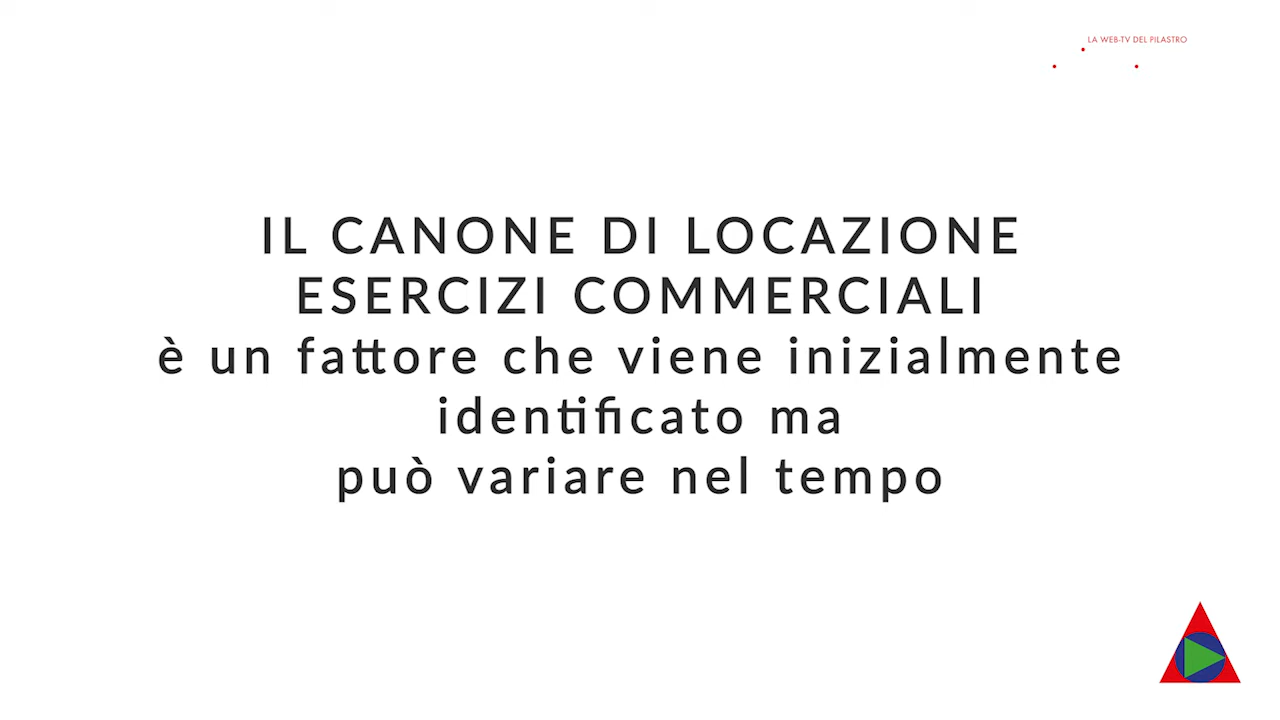 LA WEB-TV DEL PILASTRO
IL CANONE DI LOCAZIONE
ESERCIZI COMMERCIALI
è un fattore che viene inizialmente
identificato ma
può variare nel tempo